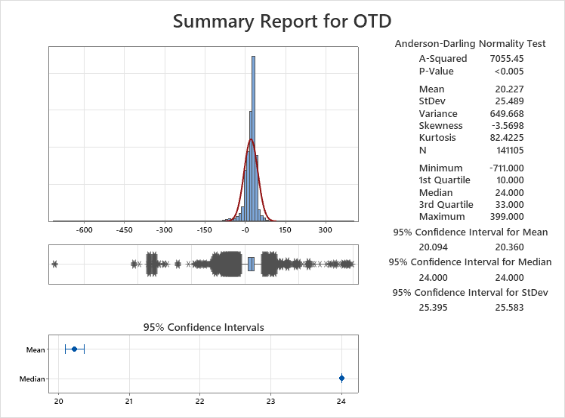 Summary Report for OTD
Anderson-Darling Normality Test
A-Squared 7055.45
P-Value <0.005
Mean 20.227
StDev 25.489
Variance 649.668
Skewness -3.5698
Kurtosis 82.4225
N 141105
Minimum -711.000
1st Quartile 10.000
Median 24.000
3rd Quartile 33.000
Maximum 399.000
95% Confidence Interval for Mean
20.094 20.360
95% Confidence Interval for Median
24.000 24.000
95% Confidence Interval for StDev
25.395 25.583
-600 -450 -300 -150 -0 150 300
95% Confidence Intervals
Mean
Median
20 21 22 23 24